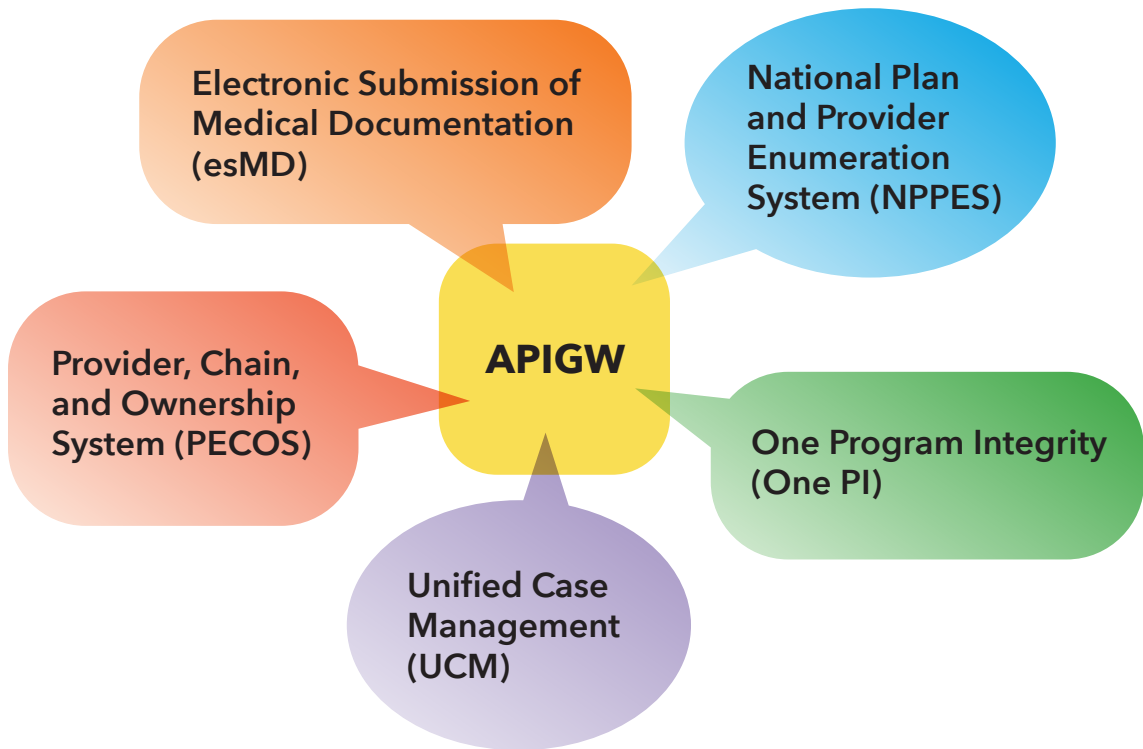 Electronic Submission of
Medical Documentation
(esMD)
National Plan
and Provider
Enumeration
System (NPPES)
APIGW
Provider, Chain,
and Ownership
System (PECOS)
One Program Integrity
(One PI)
Unified Case
Management
(UCM)